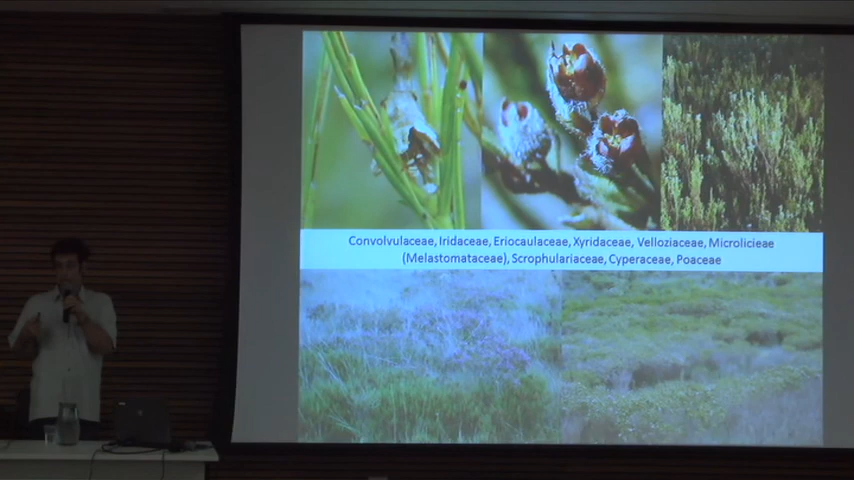 Convolvulaceae, Iridaceae, Eriocaulaceae, Xyridaceae, Velloziaceae, Microlicieae
(Melastomataceae), Scrophulariaceae, Cyperaceae, Poaceae